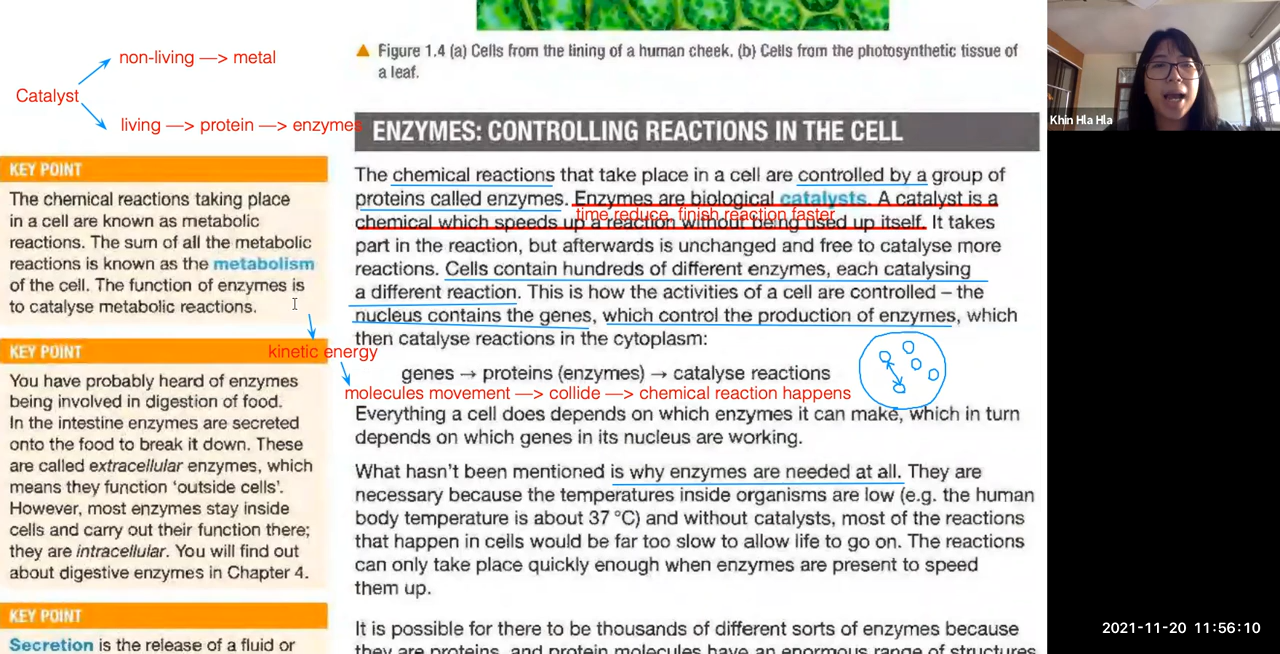 non-living —> metal
Catalyst
living —> protein —> enzymes
KEY POINT
The chemical reactions taking place
in a cell are known as metabolic
reactions. The sum of all the metabolic
reactions is known as the metabolism
of the cell. The function of enzymes is
to catalyse metabolic reactions.
kinetic energy
KEY POINT
You have probably heard of enzymes
being involved in digestion of food.
In the intestine enzymes are secreted
onto the food to break it down. These
are called extracellular enzymes, which
means they function ‘outside cells’.
However, most enzymes stay inside
cells and carry out their function there;
they are intracellular. You will find out
about digestive enzymes in Chapter 4.
KEY POINT
Secretion is the release of a fluid or
Figure 1.4 (a) Cells from the lining of a human cheek. (b) Cells from the photosynthetic tissue of
a leaf.
ENZYMES: CONTROLLING REACTIONS IN THE CELL
The chemical reactions that take place in a cell are controlled by a group of
proteins called enzymes. Enzymes are biological catalysts. A catalyst is a
time reduce, finish reaction faster
chemical which speeds up a reaction without being used up itself. It takes
part in the reaction, but afterwards is unchanged and free to catalyse more
reactions. Cells contain hundreds of different enzymes, each catalysing
a different reaction. This is how the activities of a cell are controlled – the
nucleus contains the genes, which control the production of enzymes, which
then catalyse reactions in the cytoplasm:
genes → proteins (enzymes) → catalyse reactions
molecules movement —> collide —> chemical reaction happens
Everything a cell does depends on which enzymes it can make, which in turn
depends on which genes in its nucleus are working.
What hasn’t been mentioned is why enzymes are needed at all. They are
necessary because the temperatures inside organisms are low (e.g. the human
body temperature is about 37 °C) and without catalysts, most of the reactions
that happen in cells would be far too slow to allow life to go on. The reactions
can only take place quickly enough when enzymes are present to speed
them up.
It is possible for there to be thousands of different sorts of enzymes because
they are proteins, and protein molecules have an enormous range of structures
Khin Hla Hla
2021-11-20 11:56:10